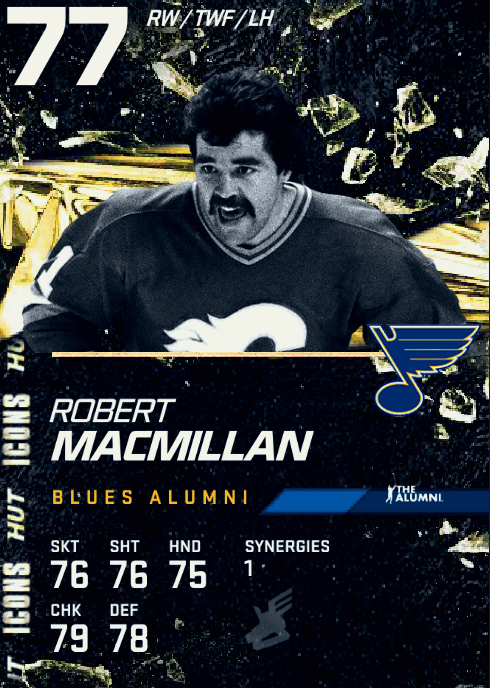 77
RW / TWF / LH
ROBERT
MACMILLAN
BLUES ALUMNI
THE
ALUMNI
SKT SHT HND SYNERGIES
76 76 75 1
CHK DEF
79 78
HUT ICONS HUT ICONS HUT